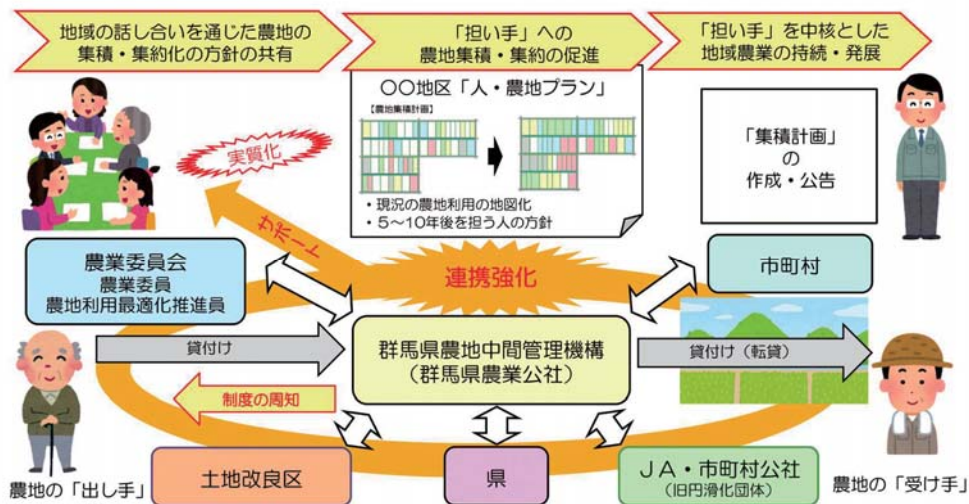 地域の話し合いを通じた農地の
集積・集約化の方針の共有
「担い手」への
農地集積・集約の促進
「担い手」を中核とした
地域農業の持続・発展
〇〇地区「人・農地プラン」
【農地集積計画】
・現況の農地利用の地図化
・5～10年後を担う人の方針
「集積計画」
の
作成・公告
実質化
サポート
農業委員会
農業委員
農地利用最適化推進員
連携強化
市町村
貸付け
群馬県農地中間管理機構
(群馬県農業公社)
貸付け(転貸)
制度の周知
農地の「出し手」
土地改良区
県
JA・市町村公社
(旧円滑化団体)
農地の「受け手」